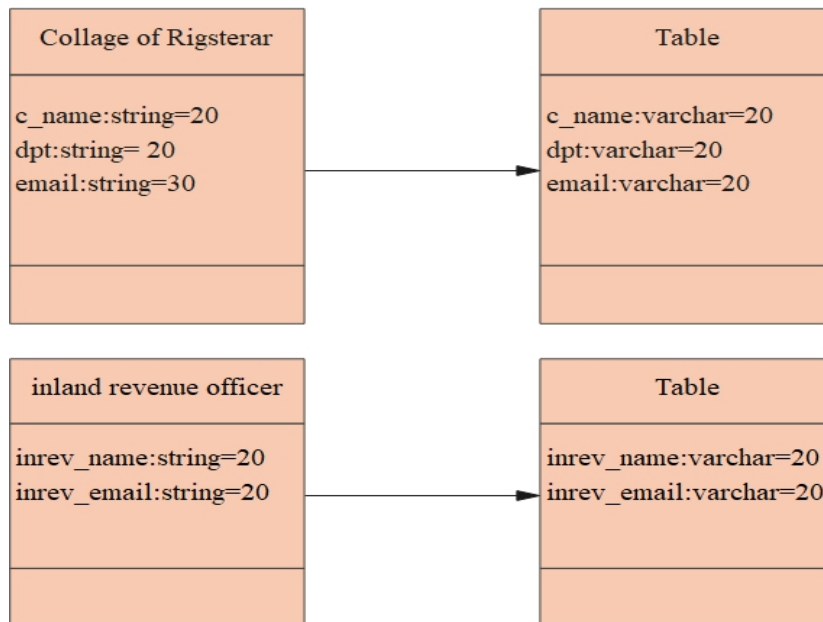 Collage of Rigsterar
c_name:string=20
dpt:string= 20
email:string=30
Table
c_name:varchar=20
dpt:varchar=20
email:varchar=20
inland revenue officer
inrev_name:string=20
inrev_email:string=20
Table
inrev_name:varchar=20
inrev_email:varchar=20